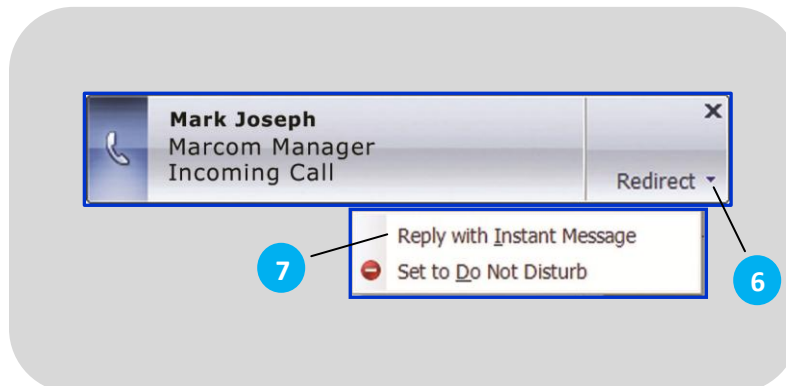 Mark Joseph
Marcom Manager
Incoming Call
Redirect
Reply with Instant Message
Set to Do Not Disturb
7
6